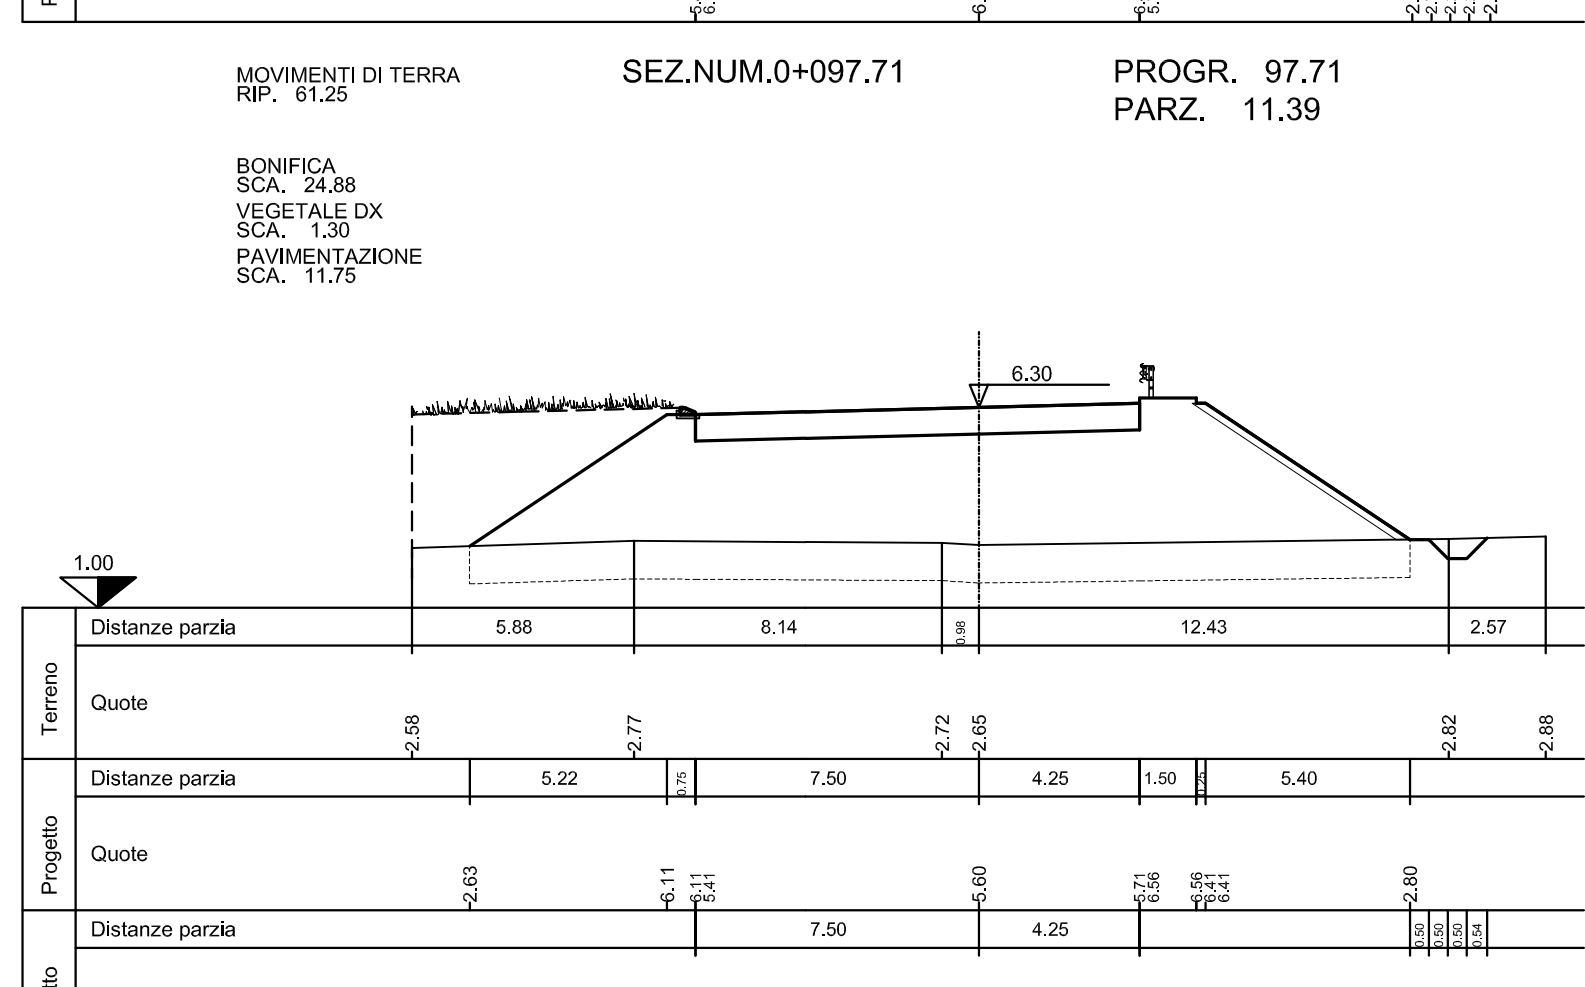 MOVIMENTI DI TERRA
RIP. 61.25
SEZ.NUM.0+097.71
PROGR. 97.71
PARZ. 11.39
BONIFICA
SCA. 24.88
VEGETALE DX
SCA. 1.30
PAVIMENTAZIONE
SCA. 11.75
6.30
1.00
Terreno
Distanze parzia
5.88 8.14 0.98 12.43 2.57
Quote
2.58 2.77 2.72 2.65 2.82 2.88
Progetto
Distanze parzia
5.22 0.75 7.50 4.25 1.50 0.25 5.40
Quote
2.63 6.11 6.11 5.41 5.60 5.71 6.56 6.56 6.41 6.41 2.80
Distanze parzia
7.50 4.25 0.50 0.50 0.50 0.54